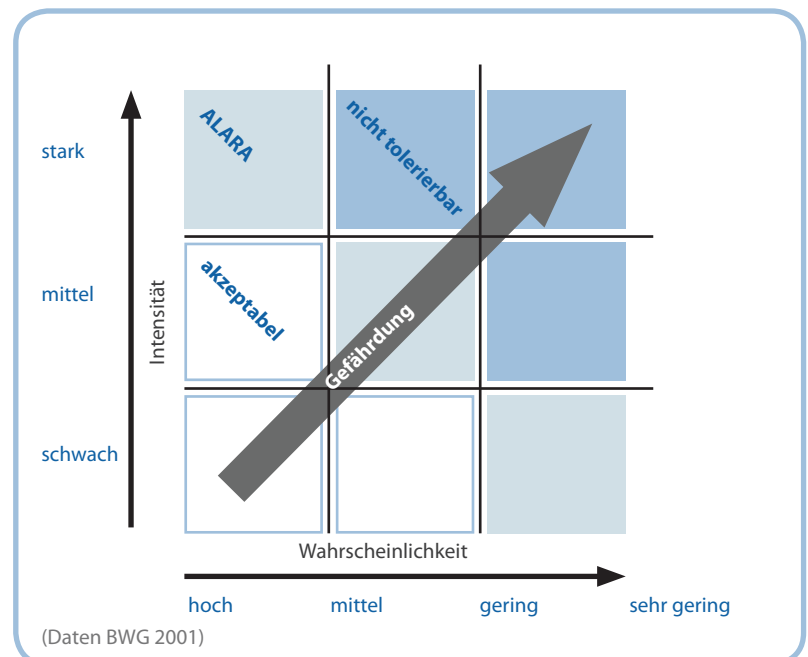 stark
mittel
schwach
Intensität
ALARA
nicht tolerierbar
akzeptabel
Gefährdung
Wahrscheinlichkeit
hoch
mittel
gering
sehr gering
(Daten BWG 2001)